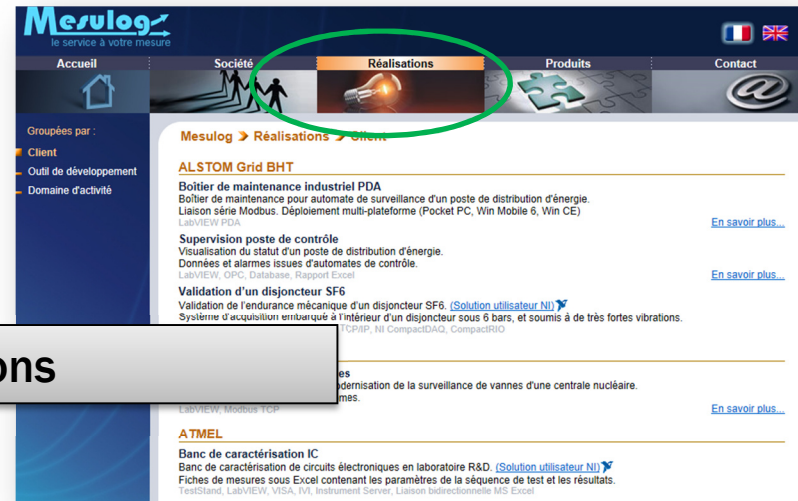 Mesulog
le service à votre mesure
Accueil
Société
Réalisations
Produits
Contact
Groupées par :
Client
Outil de développement
Domaine d'activité
Mesulog > Réalisations > Client
ALSTOM Grid BHT
Boîtier de maintenance industriel PDA
Boîtier de maintenance pour automate de surveillance d'un poste de distribution d'énergie.
Liaison série Modbus. Déploiement multi-plateforme (Pocket PC, Win Mobile 6, Win CE)
LabVIEW PDA
En savoir plus...
Supervision poste de contrôle
Visualisation du statut d'un poste de distribution d'énergie.
Données et alarmes issues d'automates de contrôle.
LabVIEW, OPC, Database, Rapport Excel
En savoir plus...
Validation d'un disjoncteur SF6
Validation de l'endurance mécanique d'un disjoncteur SF6. (Solution utilisateur NI)
Système d'acquisition embarqué à l'intérieur d'un disjoncteur sous 6 bars, et soumis à de très fortes vibrations.
TCP/IP, NI CompactDAQ, CompactRIO
ons
es
odernisation de la surveillance de vannes d'une centrale nucléaire.
mes.
LabVIEW, Modbus TCP
En savoir plus...
ATMEL
Banc de caractérisation IC
Banc de caractérisation de circuits électroniques en laboratoire R&D. (Solution utilisateur NI)
Fiches de mesures sous Excel contenant les paramètres de la séquence de test et les résultats.
TestStand, LabVIEW, VISA, IVI, Instrument Server, Liaison bidirectionnelle MS Excel